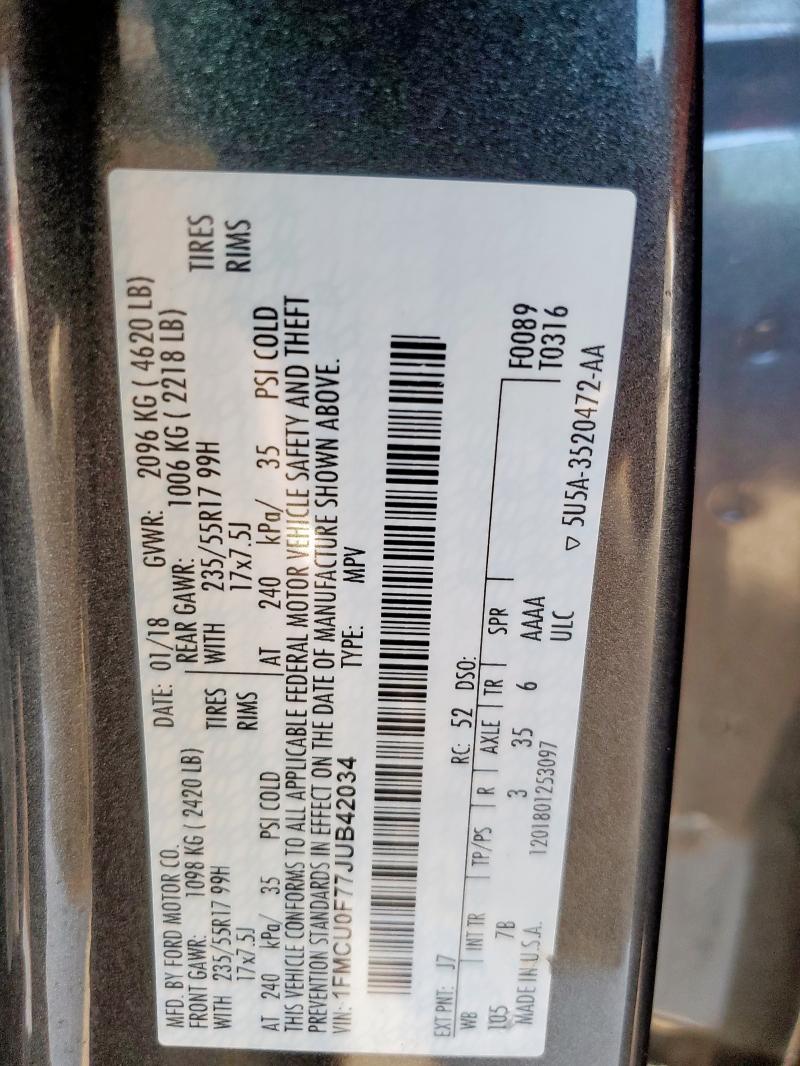 MFD. BY FORD MOTOR CO.
DATE: 01/18 GVWR: 2096 KG ( 4620 LB)
FRONT GAWR: 1098 KG ( 2420 LB) REAR GAWR: 1006 KG ( 2218 LB)
WITH 235/55R17 99H TIRES WITH 235/55R17 99H TIRES
17x7.5J RIMS 17x7.5J RIMS
AT 240 kPa/ 35 PSI COLD AT 240 kPa/ 35 PSI COLD
THIS VEHICLE CONFORMS TO ALL APPLICABLE FEDERAL MOTOR VEHICLE SAFETY AND THEFT
PREVENTION STANDARDS IN EFFECT ON THE DATE OF MANUFACTURE SHOWN ABOVE.
VIN: 1FMCU0F77JUB42034 TYPE: MPV
F0089
T0316
EXT PNT: J7 RC: 52 DSO:
WB INT TR TP/PS R AXLE TR SPR
105 7B 3 35 6 AAAA
ULC
MADE IN U.S.A. 1201801253097
▽ 5U5A-3520472-AA